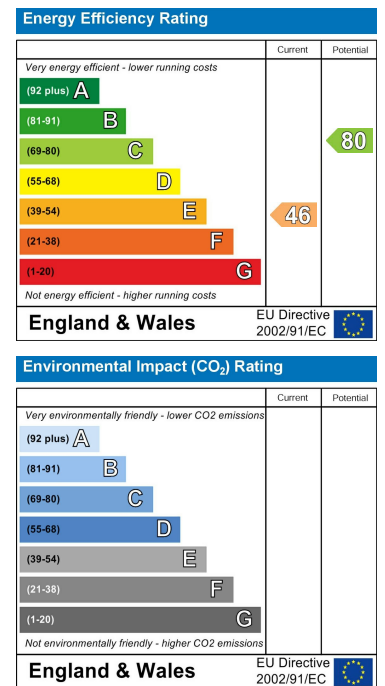 Energy Efficiency Rating
Current Potential
Very energy efficient - lower running costs
(92 plus) A
(81-91) B
(69-80) C
80
(55-68) D
(39-54) E
46
(21-38) F
(1-20) G
Not energy efficient - higher running costs
England & Wales
EU Directive
2002/91/EC
Environmental Impact (CO₂) Rating
Current Potential
Very environmentally friendly - lower CO2 emissions
(92 plus) A
(81-91) B
(69-80) C
(55-68) D
(39-54) E
(21-38) F
(1-20) G
Not environmentally friendly - higher CO2 emissions
England & Wales
EU Directive
2002/91/EC